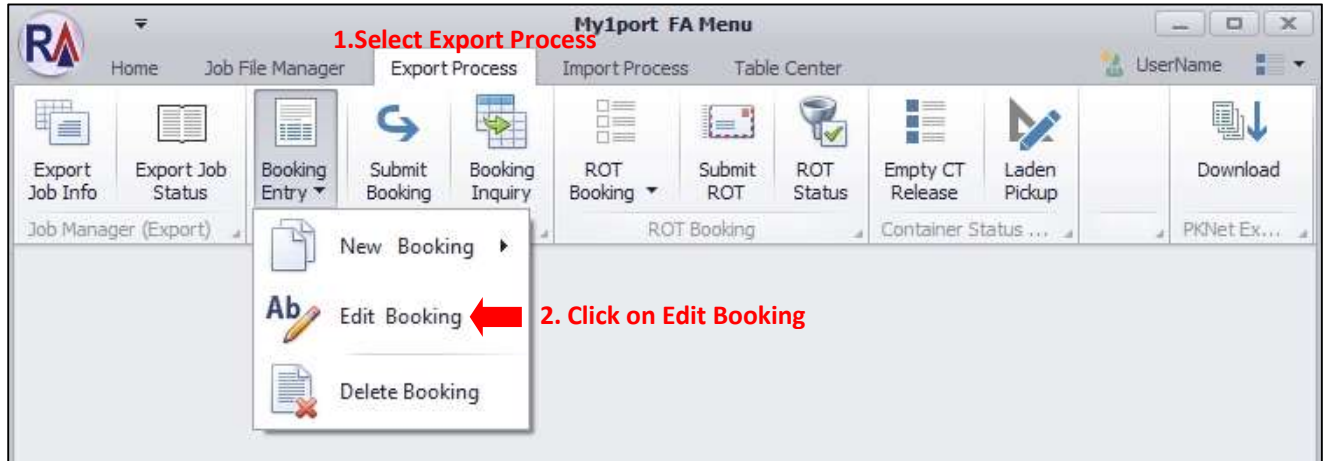 RA
My1port FA Menu
1.Select Export Process
Home Job File Manager Export Process Import Process Table Center UserName
Export Job Info
Export Job Status
Booking Entry
Submit Booking
Booking Inquiry
ROT Booking
Submit ROT
ROT Status
Empty CT Release
Laden Pickup
Download
Job Manager (Export) ROT Booking Container Status ... PKNet Ex...
New Booking
Ab Edit Booking 2. Click on Edit Booking
Delete Booking